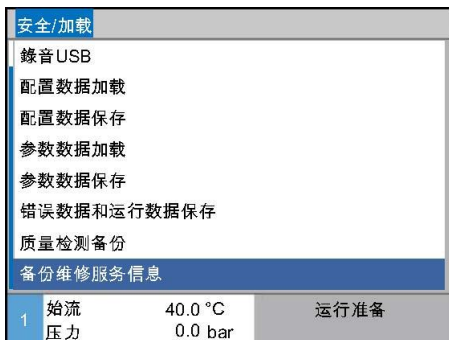 安全/加载
錄音USB
配置数据加载
配置数据保存
参数数据加载
参数数据保存
错误数据和运行数据保存
质量检测备份
备份维修服务信息
1 始流 40.0 °C 运行准备
压力 0.0 bar